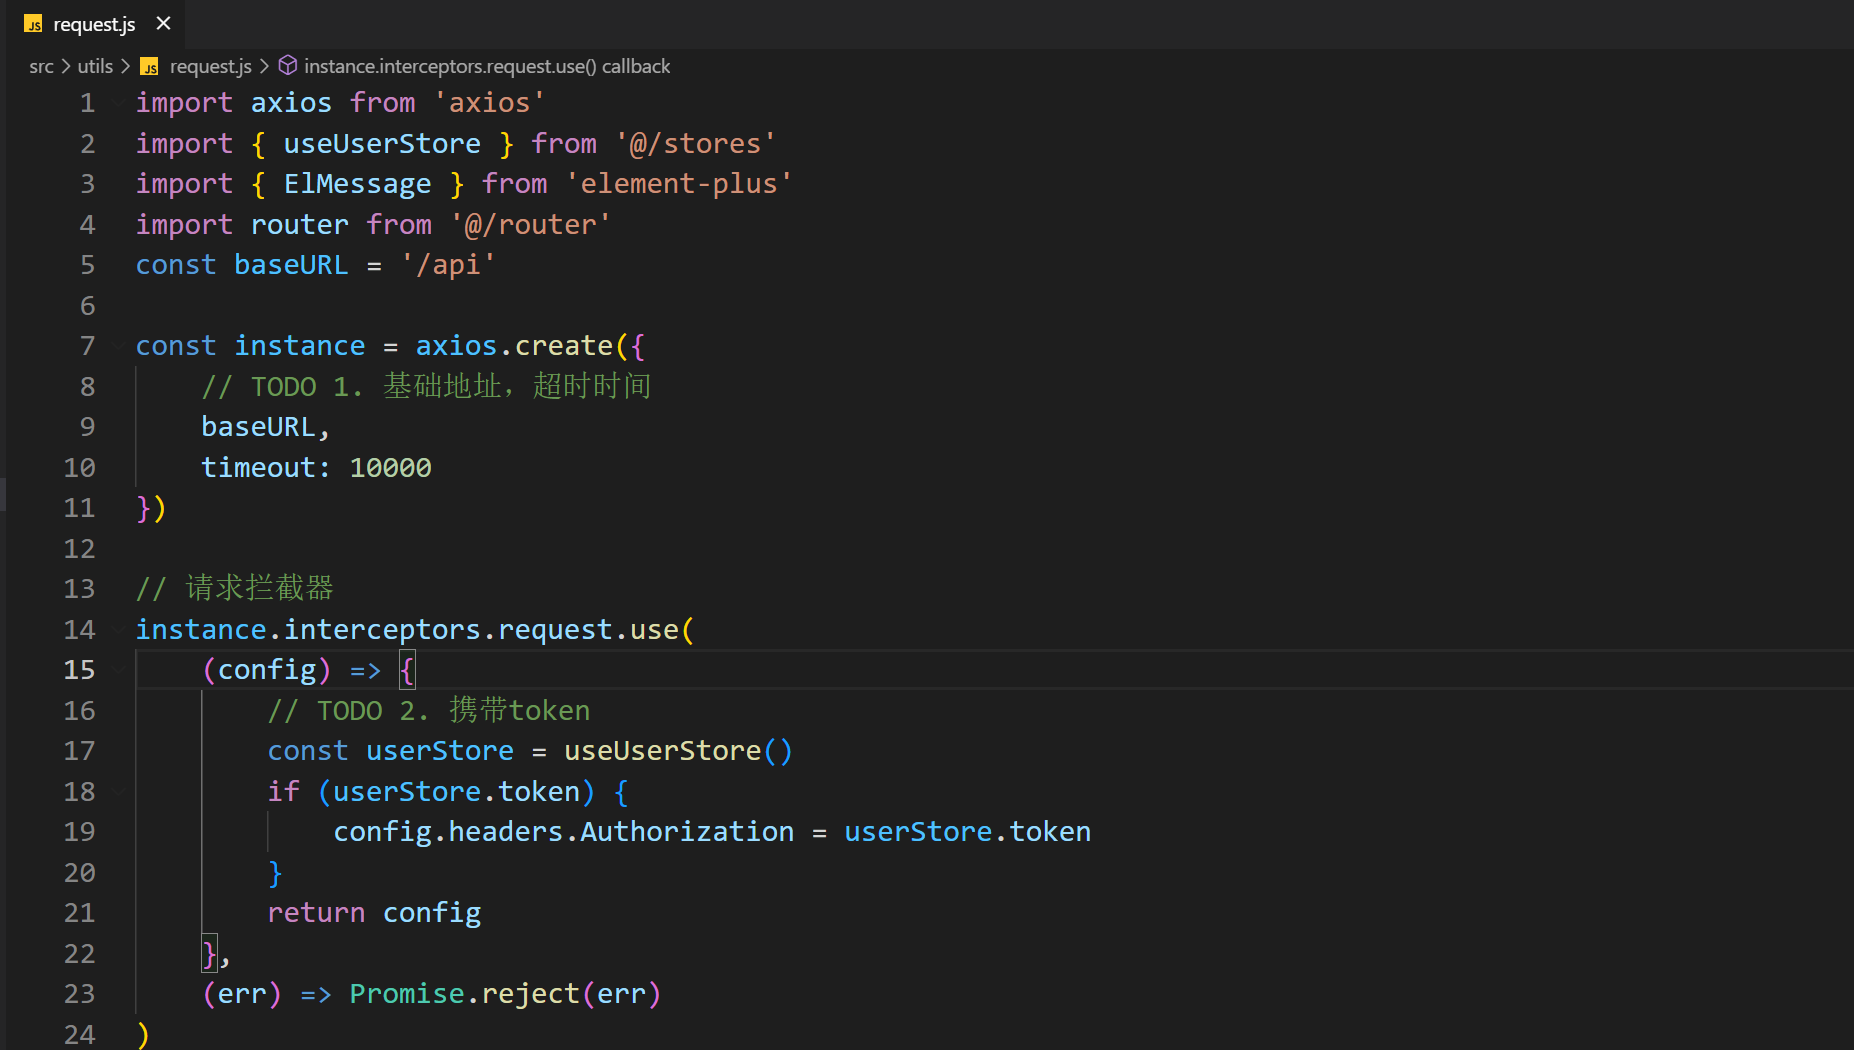 JS request.js ×
src > utils > JS request.js > instance.interceptors.request.use() callback
1 import axios from 'axios'
2 import { useUserStore } from '@/stores'
3 import { ElMessage } from 'element-plus'
4 import router from '@/router'
5 const baseURL = '/api'
6
7 const instance = axios.create({
8     // TODO 1. 基础地址，超时时间
9     baseURL,
10     timeout: 10000
11 })
12
13 // 请求拦截器
14 instance.interceptors.request.use(
15     (config) => {
16         // TODO 2. 携带token
17         const userStore = useUserStore()
18         if (userStore.token) {
19             config.headers.Authorization = userStore.token
20         }
21         return config
22     },
23     (err) => Promise.reject(err)
24 )